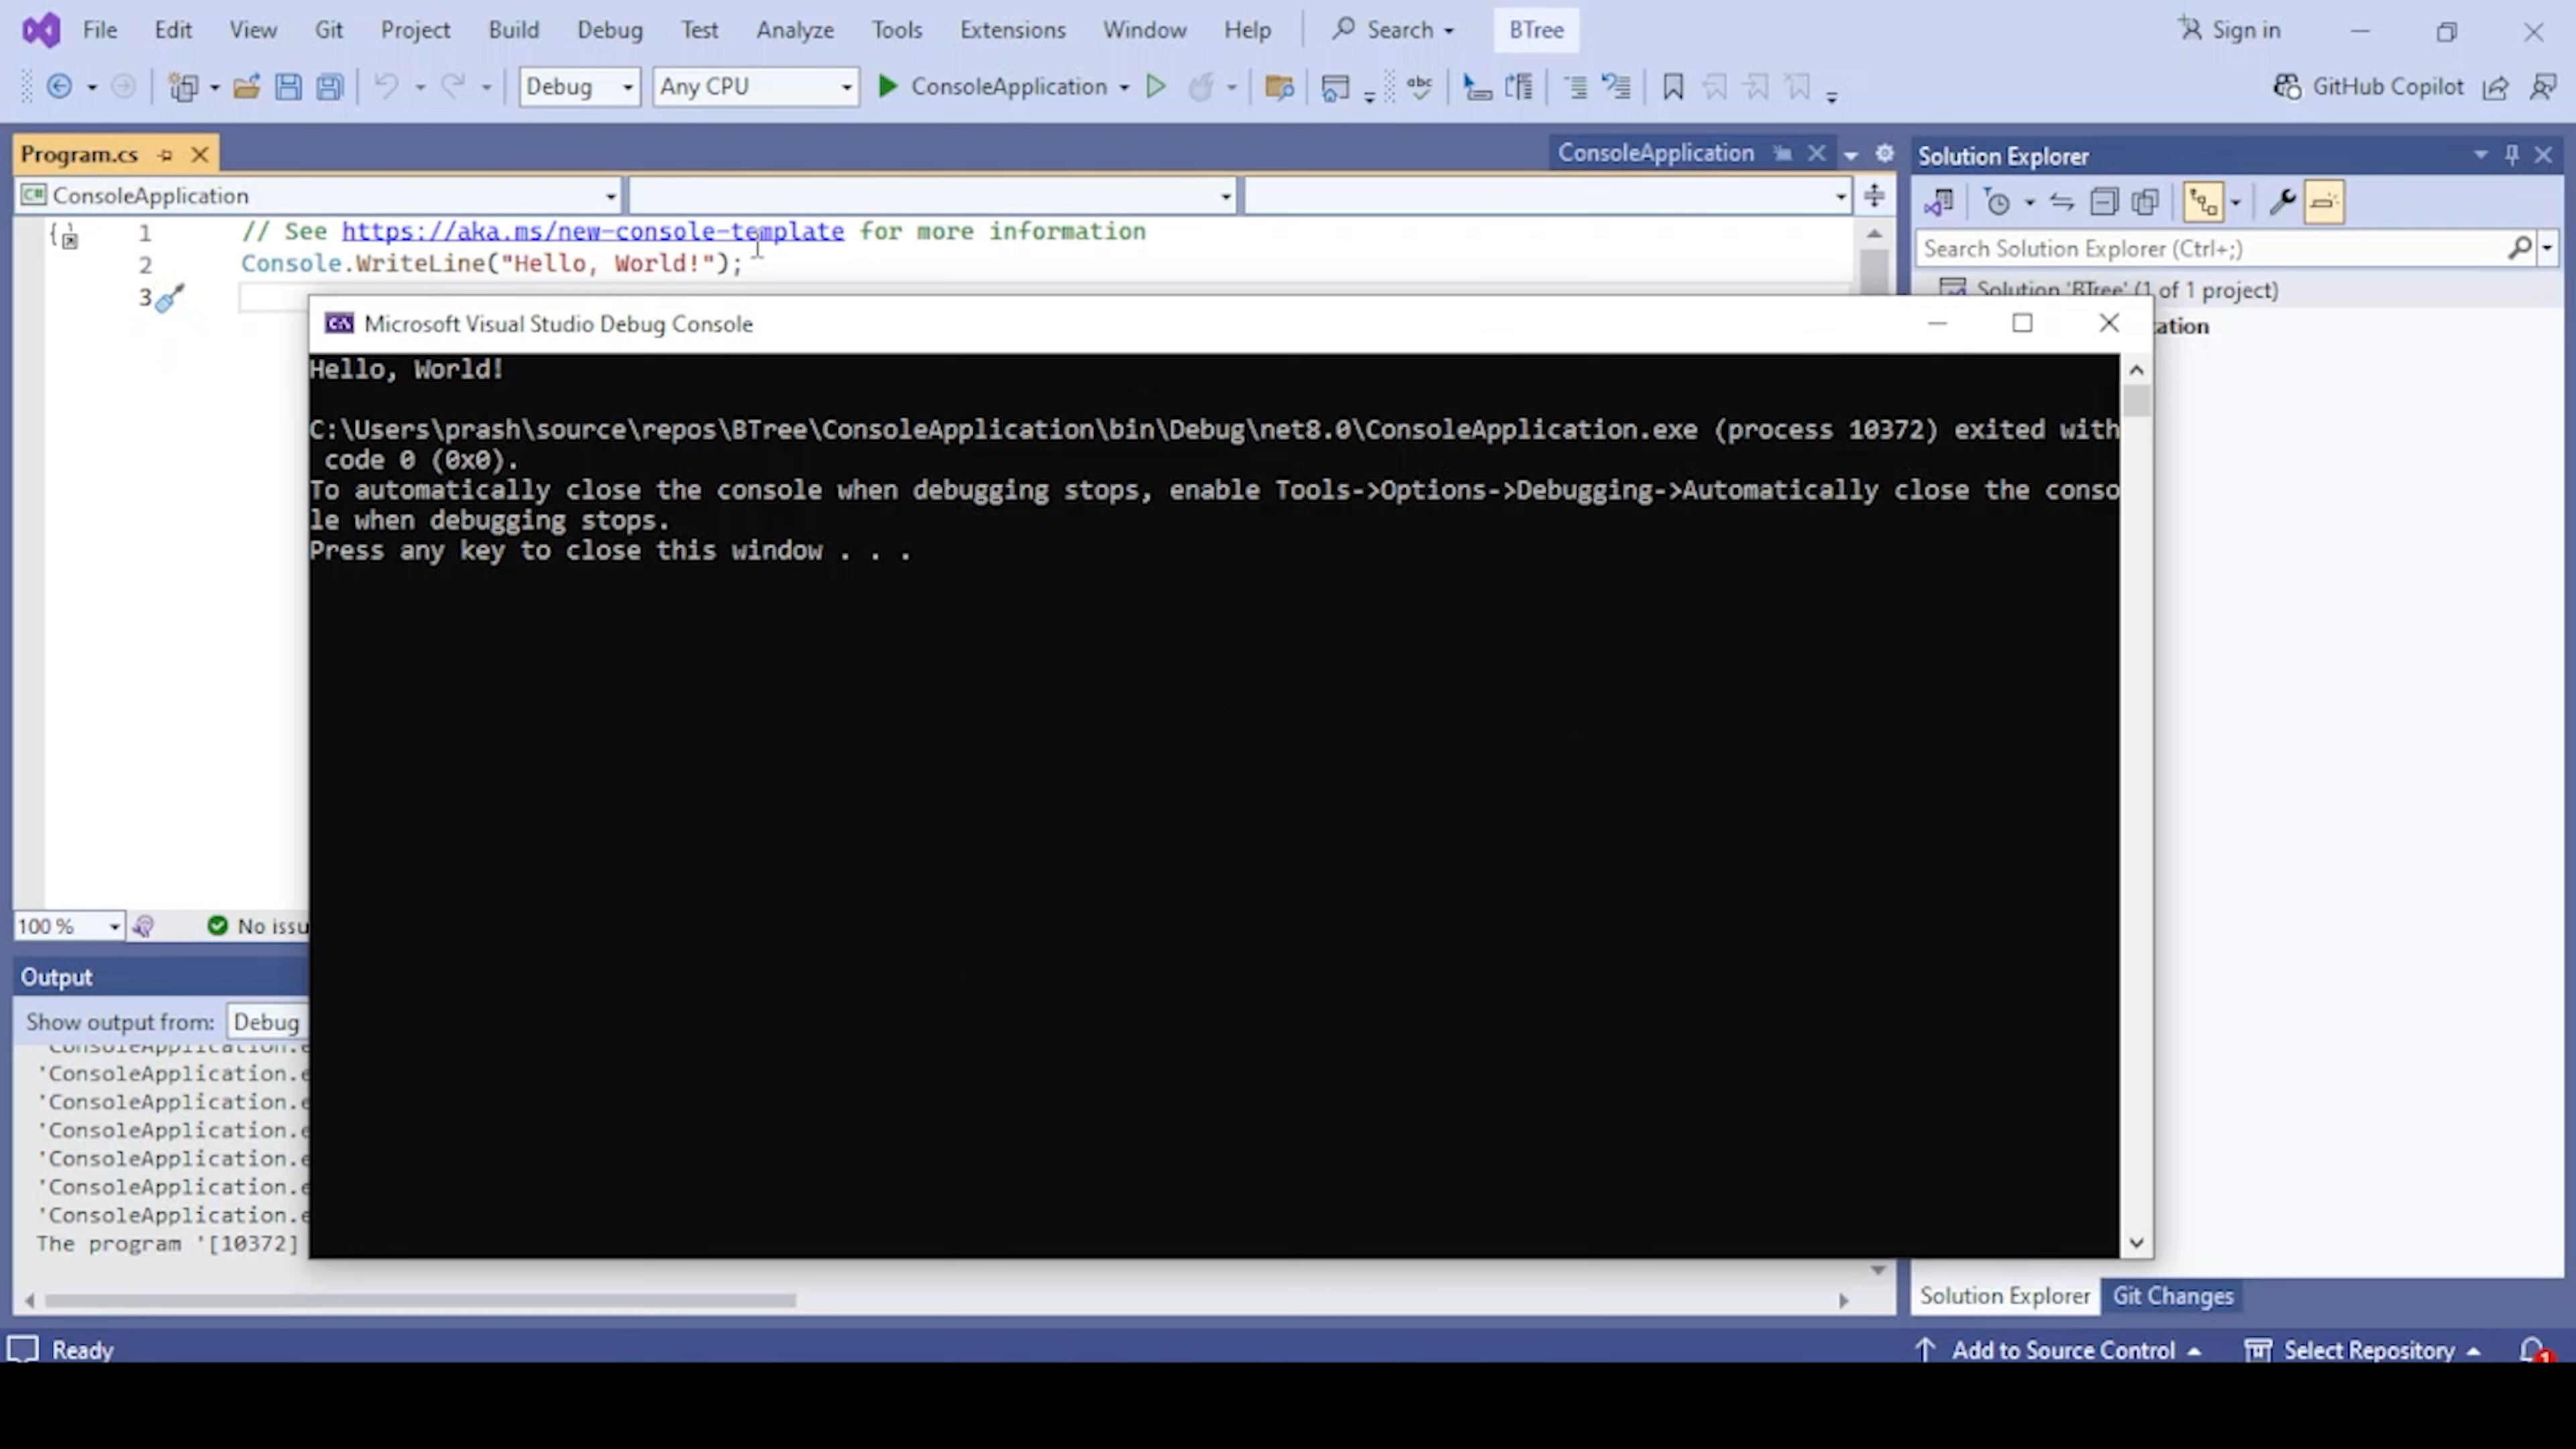 File Edit View Git Project Build Debug Test Analyze Tools Extensions Window Help Search BTree Sign in
Debug Any CPU ConsoleApplication abc GitHub Copilot
Program.cs ConsoleApplication Solution Explorer
C# ConsoleApplication
Search Solution Explorer (Ctrl+;)
Solution 'BTree' (1 of 1 project)
1 // See https://aka.ms/new-console-template for more information
2 Console.WriteLine("Hello, World!");
3
C:\ Microsoft Visual Studio Debug Console
Hello, World!
C:\Users\prash\source\repos\BTree\ConsoleApplication\bin\Debug\net8.0\ConsoleApplication.exe (process 10372) exited with
code 0 (0x0).
To automatically close the console when debugging stops, enable Tools->Options->Debugging->Automatically close the conso
le when debugging stops.
Press any key to close this window . . .
100 % No issu
Output
Show output from: Debug
'ConsoleApplication.e
'ConsoleApplication.e
'ConsoleApplication.e
'ConsoleApplication.e
'ConsoleApplication.e
'ConsoleApplication.e
The program '[10372]
Solution Explorer Git Changes
Ready Add to Source Control Select Repository 1